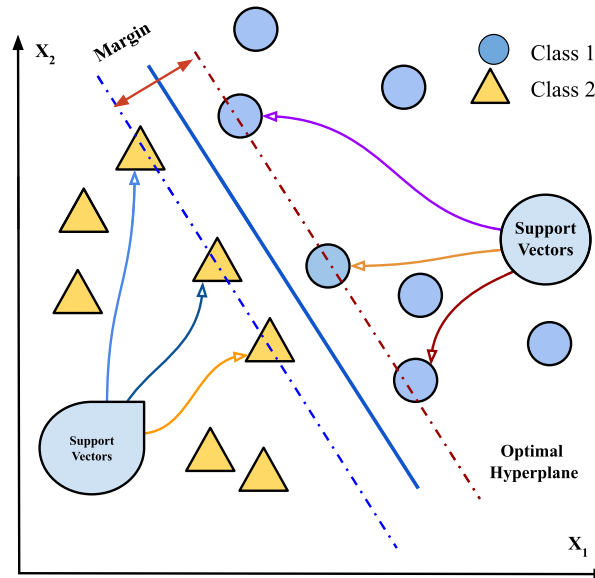 Margin
X2
Class 1
Class 2
Support
Vectors
Support
Vectors
Optimal
Hyperplane
X1